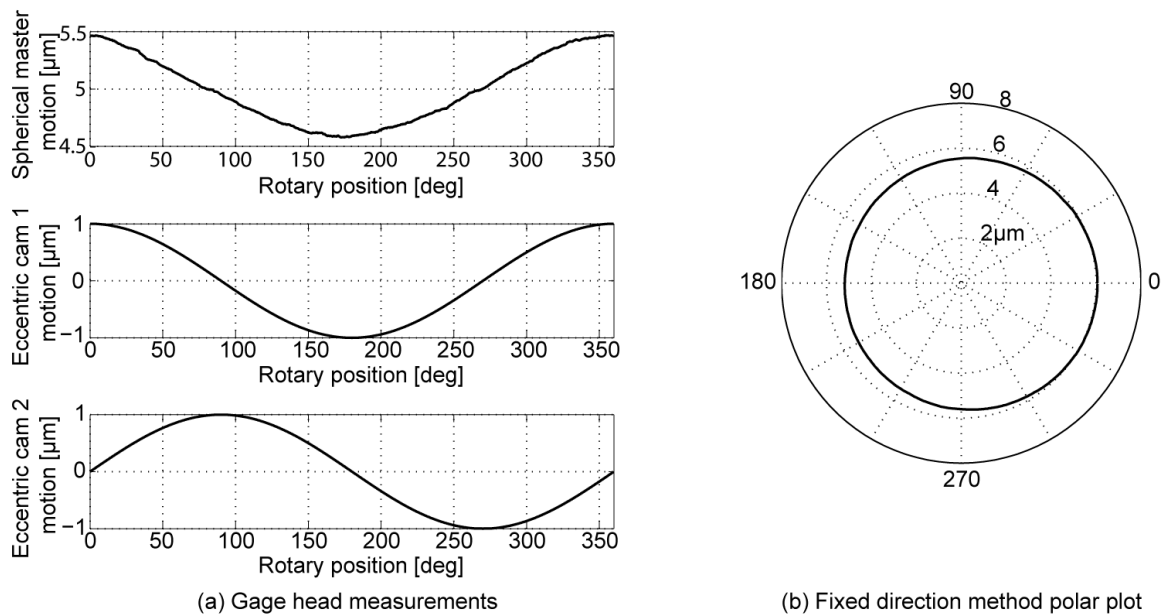 Spherical master
motion [µm]
5.5
5
4.5
0 50 100 150 200 250 300 350
Rotary position [deg]
Eccentric cam 1
motion [µm]
1
0
−1
0 50 100 150 200 250 300 350
Rotary position [deg]
Eccentric cam 2
motion [µm]
1
0
−1
0 50 100 150 200 250 300 350
Rotary position [deg]
(a) Gage head measurements
90
8
6
4
2µm
180
0
270
(b) Fixed direction method polar plot